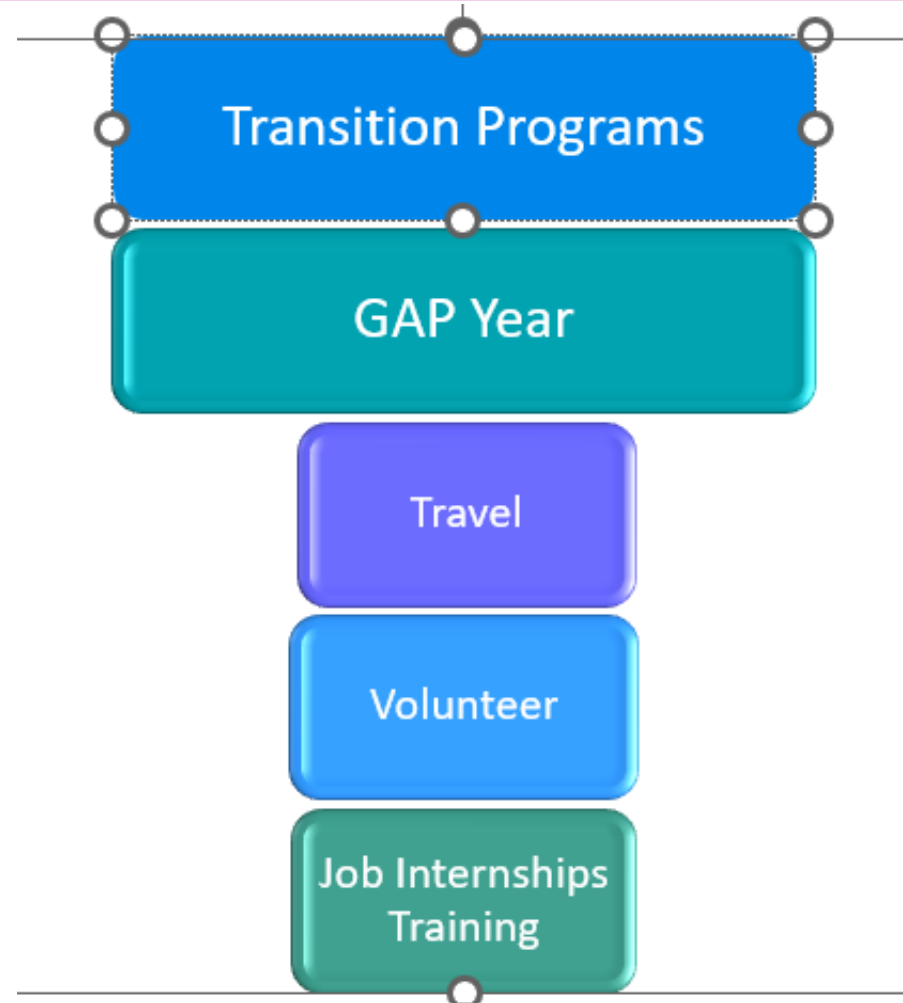 Transition Programs
GAP Year
Travel
Volunteer
Job Internships
Training